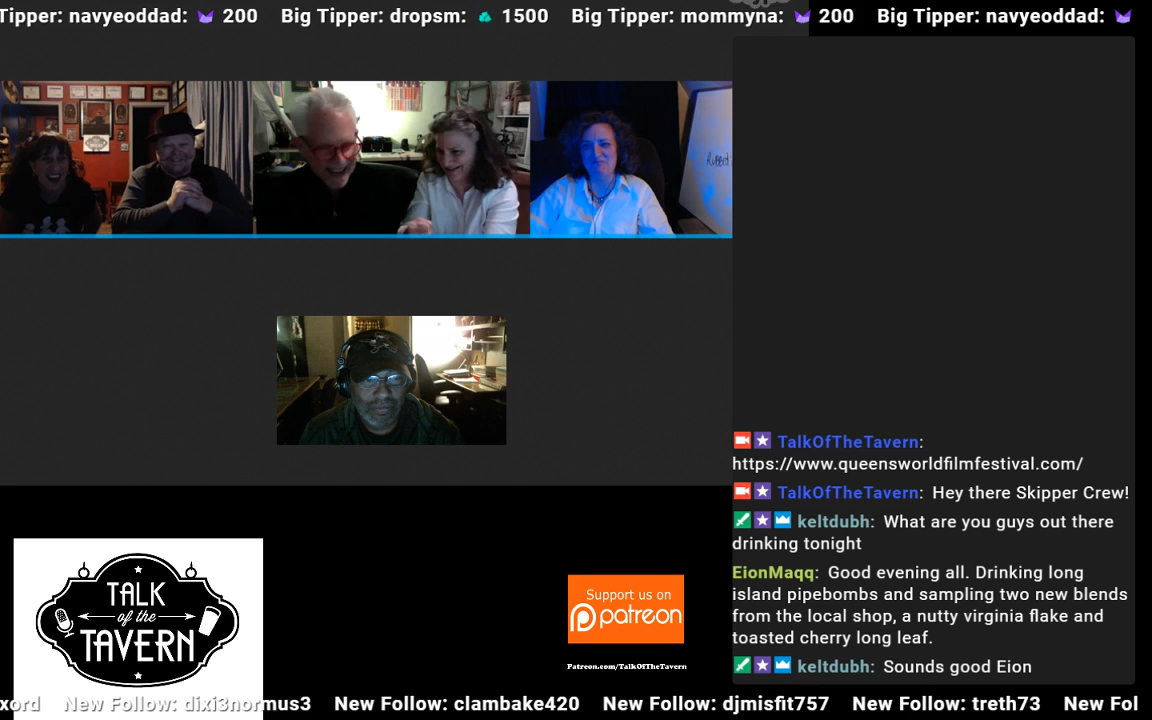 Tipper: navyeoddad: 200 Big Tipper: dropsm: 1500 Big Tipper: mommyna: 200 Big Tipper: navyeoddad:
TalkOfTheTavern:
https://www.queensworldfilmfestival.com/
TalkOfTheTavern: Hey there Skipper Crew!
keltdubh: What are you guys out there
drinking tonight
EionMaqq: Good evening all. Drinking long
island pipebombs and sampling two new blends
from the local shop, a nutty virginia flake and
toasted cherry long leaf.
keltdubh: Sounds good Eion
TALK
of the
TAVERN
Support us on
patreon
Patreon.com/TalkOfTheTavern
xord New Follow: dixi3normus3 New Follow: clambake420 New Follow: djmisfit757 New Follow: treth73 New Fol